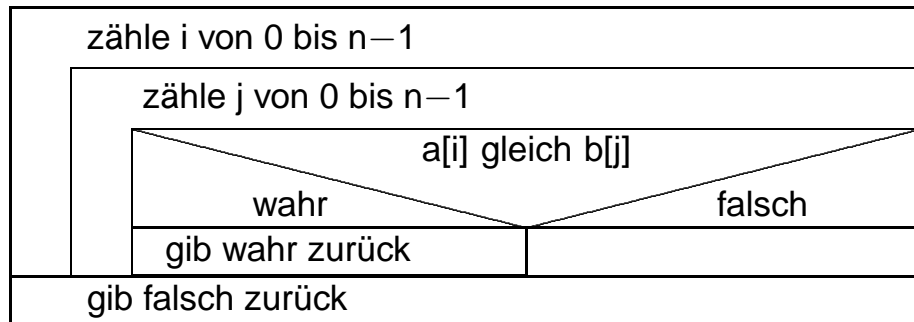 zähle i von 0 bis n−1
zähle j von 0 bis n−1
a[i] gleich b[j]
wahr falsch
gib wahr zurück
gib falsch zurück